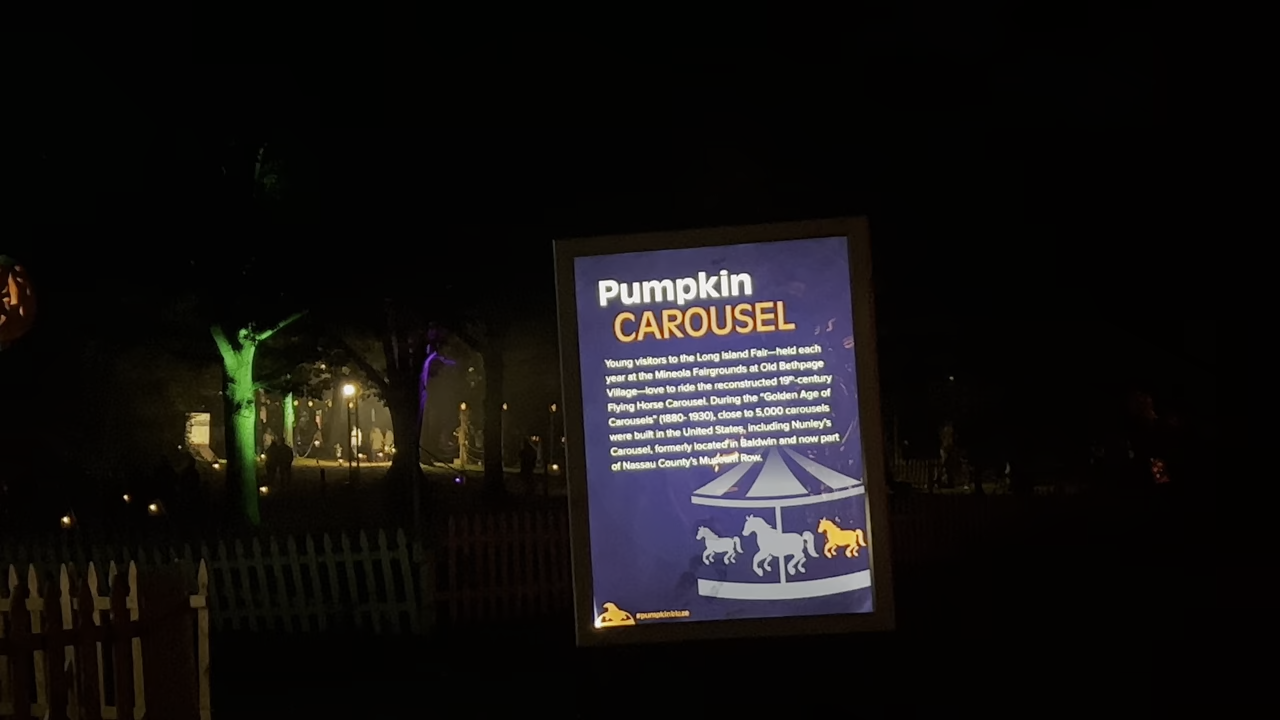 Pumpkin
CAROUSEL
Young visitors to the Long Island Fair—held each
year at the Mineola Fairgrounds at Old Bethpage
Village—love to ride the reconstructed 19th-century
Flying Horse Carousel. During the "Golden Age of
Carousels" (1880- 1930), close to 5,000 carousels
were built in the United States, including Nunley's
Carousel, formerly located in Baldwin and now part
of Nassau County's Museum Row.
#pumpkinblaze